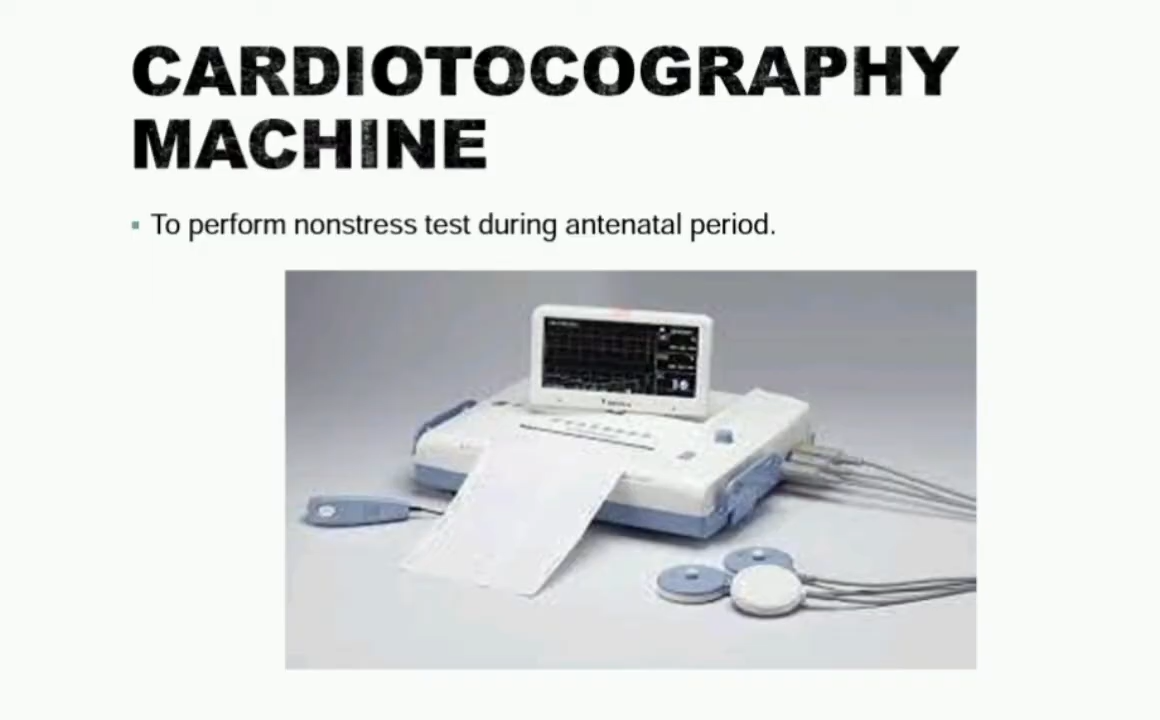 CARDIOTOCOGRAPHY
MACHINE
To perform nonstress test during antenatal period.